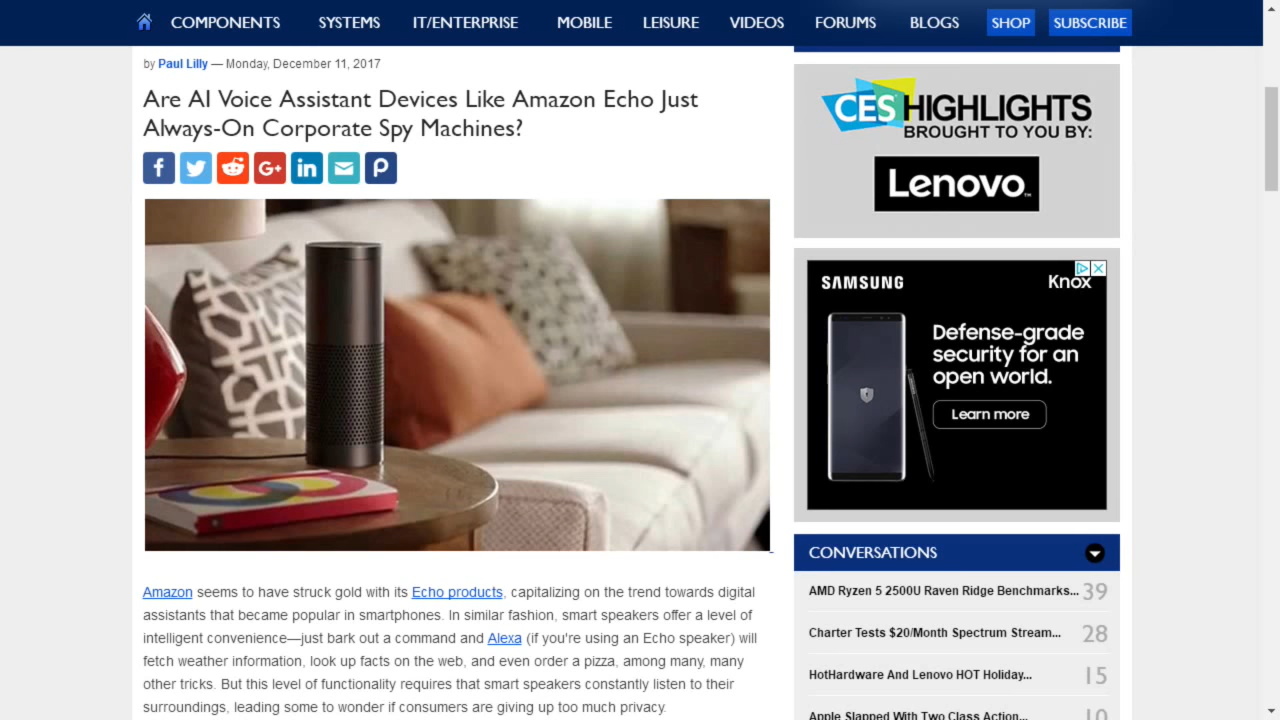 COMPONENTS SYSTEMS IT/ENTERPRISE MOBILE LEISURE VIDEOS FORUMS BLOGS SHOP SUBSCRIBE
by Paul Lilly — Monday, December 11, 2017
Are AI Voice Assistant Devices Like Amazon Echo Just
Always-On Corporate Spy Machines?
Amazon seems to have struck gold with its Echo products, capitalizing on the trend towards digital
assistants that became popular in smartphones. In similar fashion, smart speakers offer a level of
intelligent convenience—just bark out a command and Alexa (if you're using an Echo speaker) will
fetch weather information, look up facts on the web, and even order a pizza, among many, many
other tricks. But this level of functionality requires that smart speakers constantly listen to their
surroundings, leading some to wonder if consumers are giving up too much privacy.
CES HIGHLIGHTS
BROUGHT TO YOU BY:
Lenovo
SAMSUNG Knox
Defense-grade
security for an
open world.
Learn more
CONVERSATIONS
AMD Ryzen 5 2500U Raven Ridge Benchmarks... 39
Charter Tests $20/Month Spectrum Stream... 28
HotHardware And Lenovo HOT Holiday... 15
Apple Slapped With Two Class Action... 10